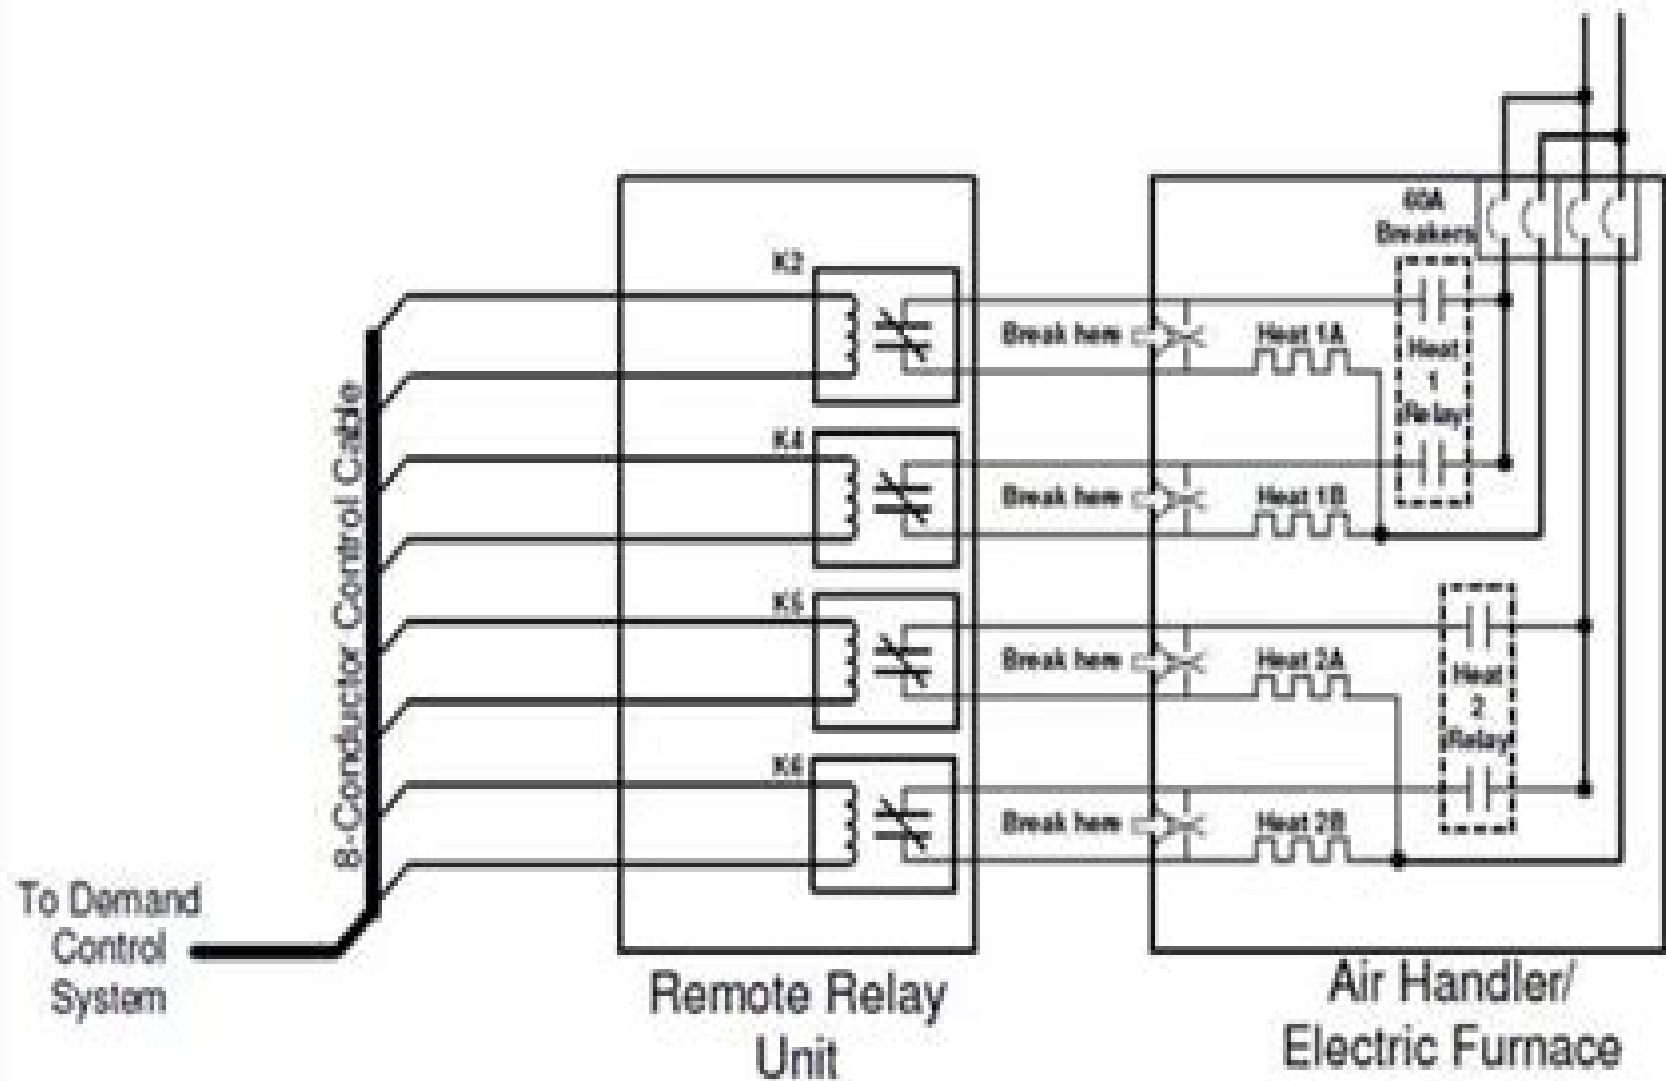 60A
Breakers
K2
Break here
Heat 1A
Heat
1
Relay
K4
Break here
Heat 1B
8-Conductor Control Cable
K5
Break here
Heat 2A
Heat
2
Relay
K6
Break here
Heat 2B
To Demand
Control
System
Remote Relay
Unit
Air Handler/
Electric Furnace